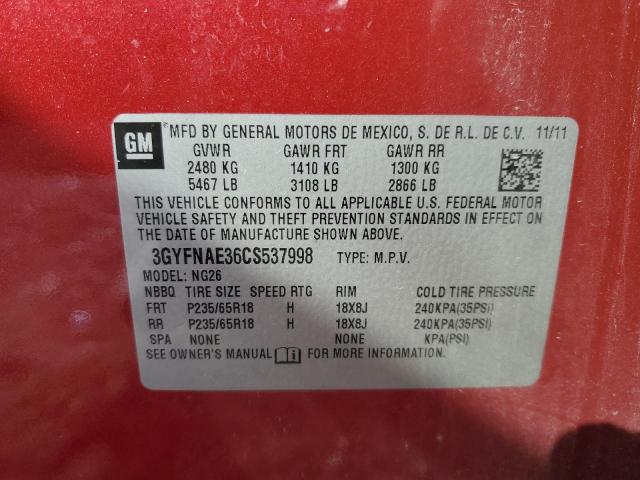 GM
MFD BY GENERAL MOTORS DE MEXICO, S. DE R.L. DE C.V. 11/11
GVWR GAWR FRT GAWR RR
2480 KG 1410 KG 1300 KG
5467 LB 3108 LB 2866 LB
THIS VEHICLE CONFORMS TO ALL APPLICABLE U.S. FEDERAL MOTOR
VEHICLE SAFETY AND THEFT PREVENTION STANDARDS IN EFFECT ON
THE DATE OF MANUFACTURE SHOWN ABOVE.
3GYFNAE36CS537998 TYPE: M.P.V.
MODEL: NG26
NBBQ TIRE SIZE SPEED RTG RIM COLD TIRE PRESSURE
FRT P235/65R18 H 18X8J 240KPA(35PSI)
RR P235/65R18 H 18X8J 240KPA(35PSI)
SPA NONE NONE KPA(PSI)
SEE OWNER'S MANUAL i FOR MORE INFORMATION.